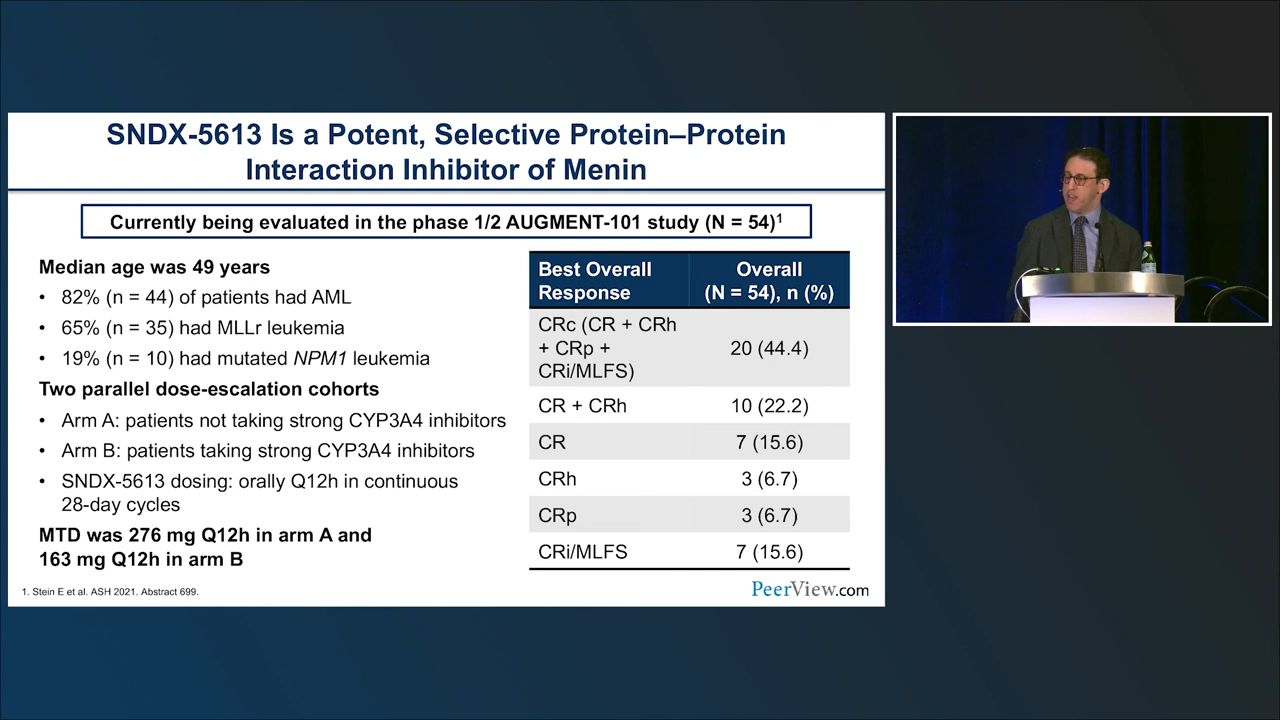 SNDX-5613 Is a Potent, Selective Protein–Protein
Interaction Inhibitor of Menin
Currently being evaluated in the phase 1/2 AUGMENT-101 study (N = 54)¹
Median age was 49 years
• 82% (n = 44) of patients had AML
• 65% (n = 35) had MLLr leukemia
• 19% (n = 10) had mutated NPM1 leukemia
Two parallel dose-escalation cohorts
• Arm A: patients not taking strong CYP3A4 inhibitors
• Arm B: patients taking strong CYP3A4 inhibitors
• SNDX-5613 dosing: orally Q12h in continuous
28-day cycles
MTD was 276 mg Q12h in arm A and
163 mg Q12h in arm B
Best Overall
Response
Overall
(N = 54), n (%)
CRc (CR + CRh
+ CRp +
CRi/MLFS)
20 (44.4)
CR + CRh
10 (22.2)
CR
7 (15.6)
CRh
3 (6.7)
CRp
3 (6.7)
CRi/MLFS
7 (15.6)
1. Stein E et al. ASH 2021. Abstract 699.
PeerView.com